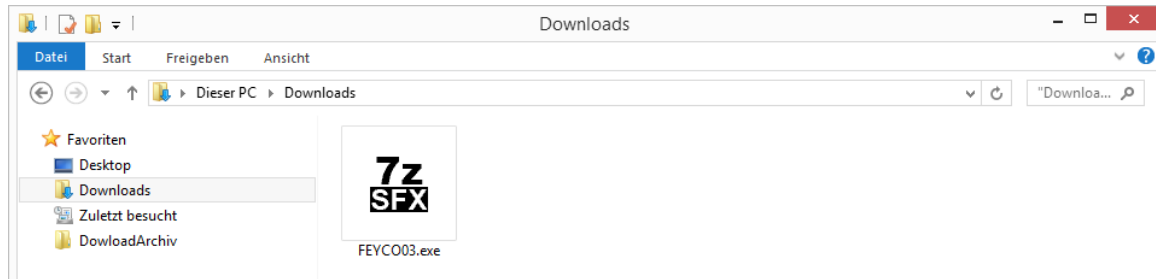 Downloads
Datei Start Freigeben Ansicht
Dieser PC Downloads "Downloa...
Favoriten
Desktop
Downloads
Zuletzt besucht
DowloadArchiv
7z
SFX
FEYCO03.exe